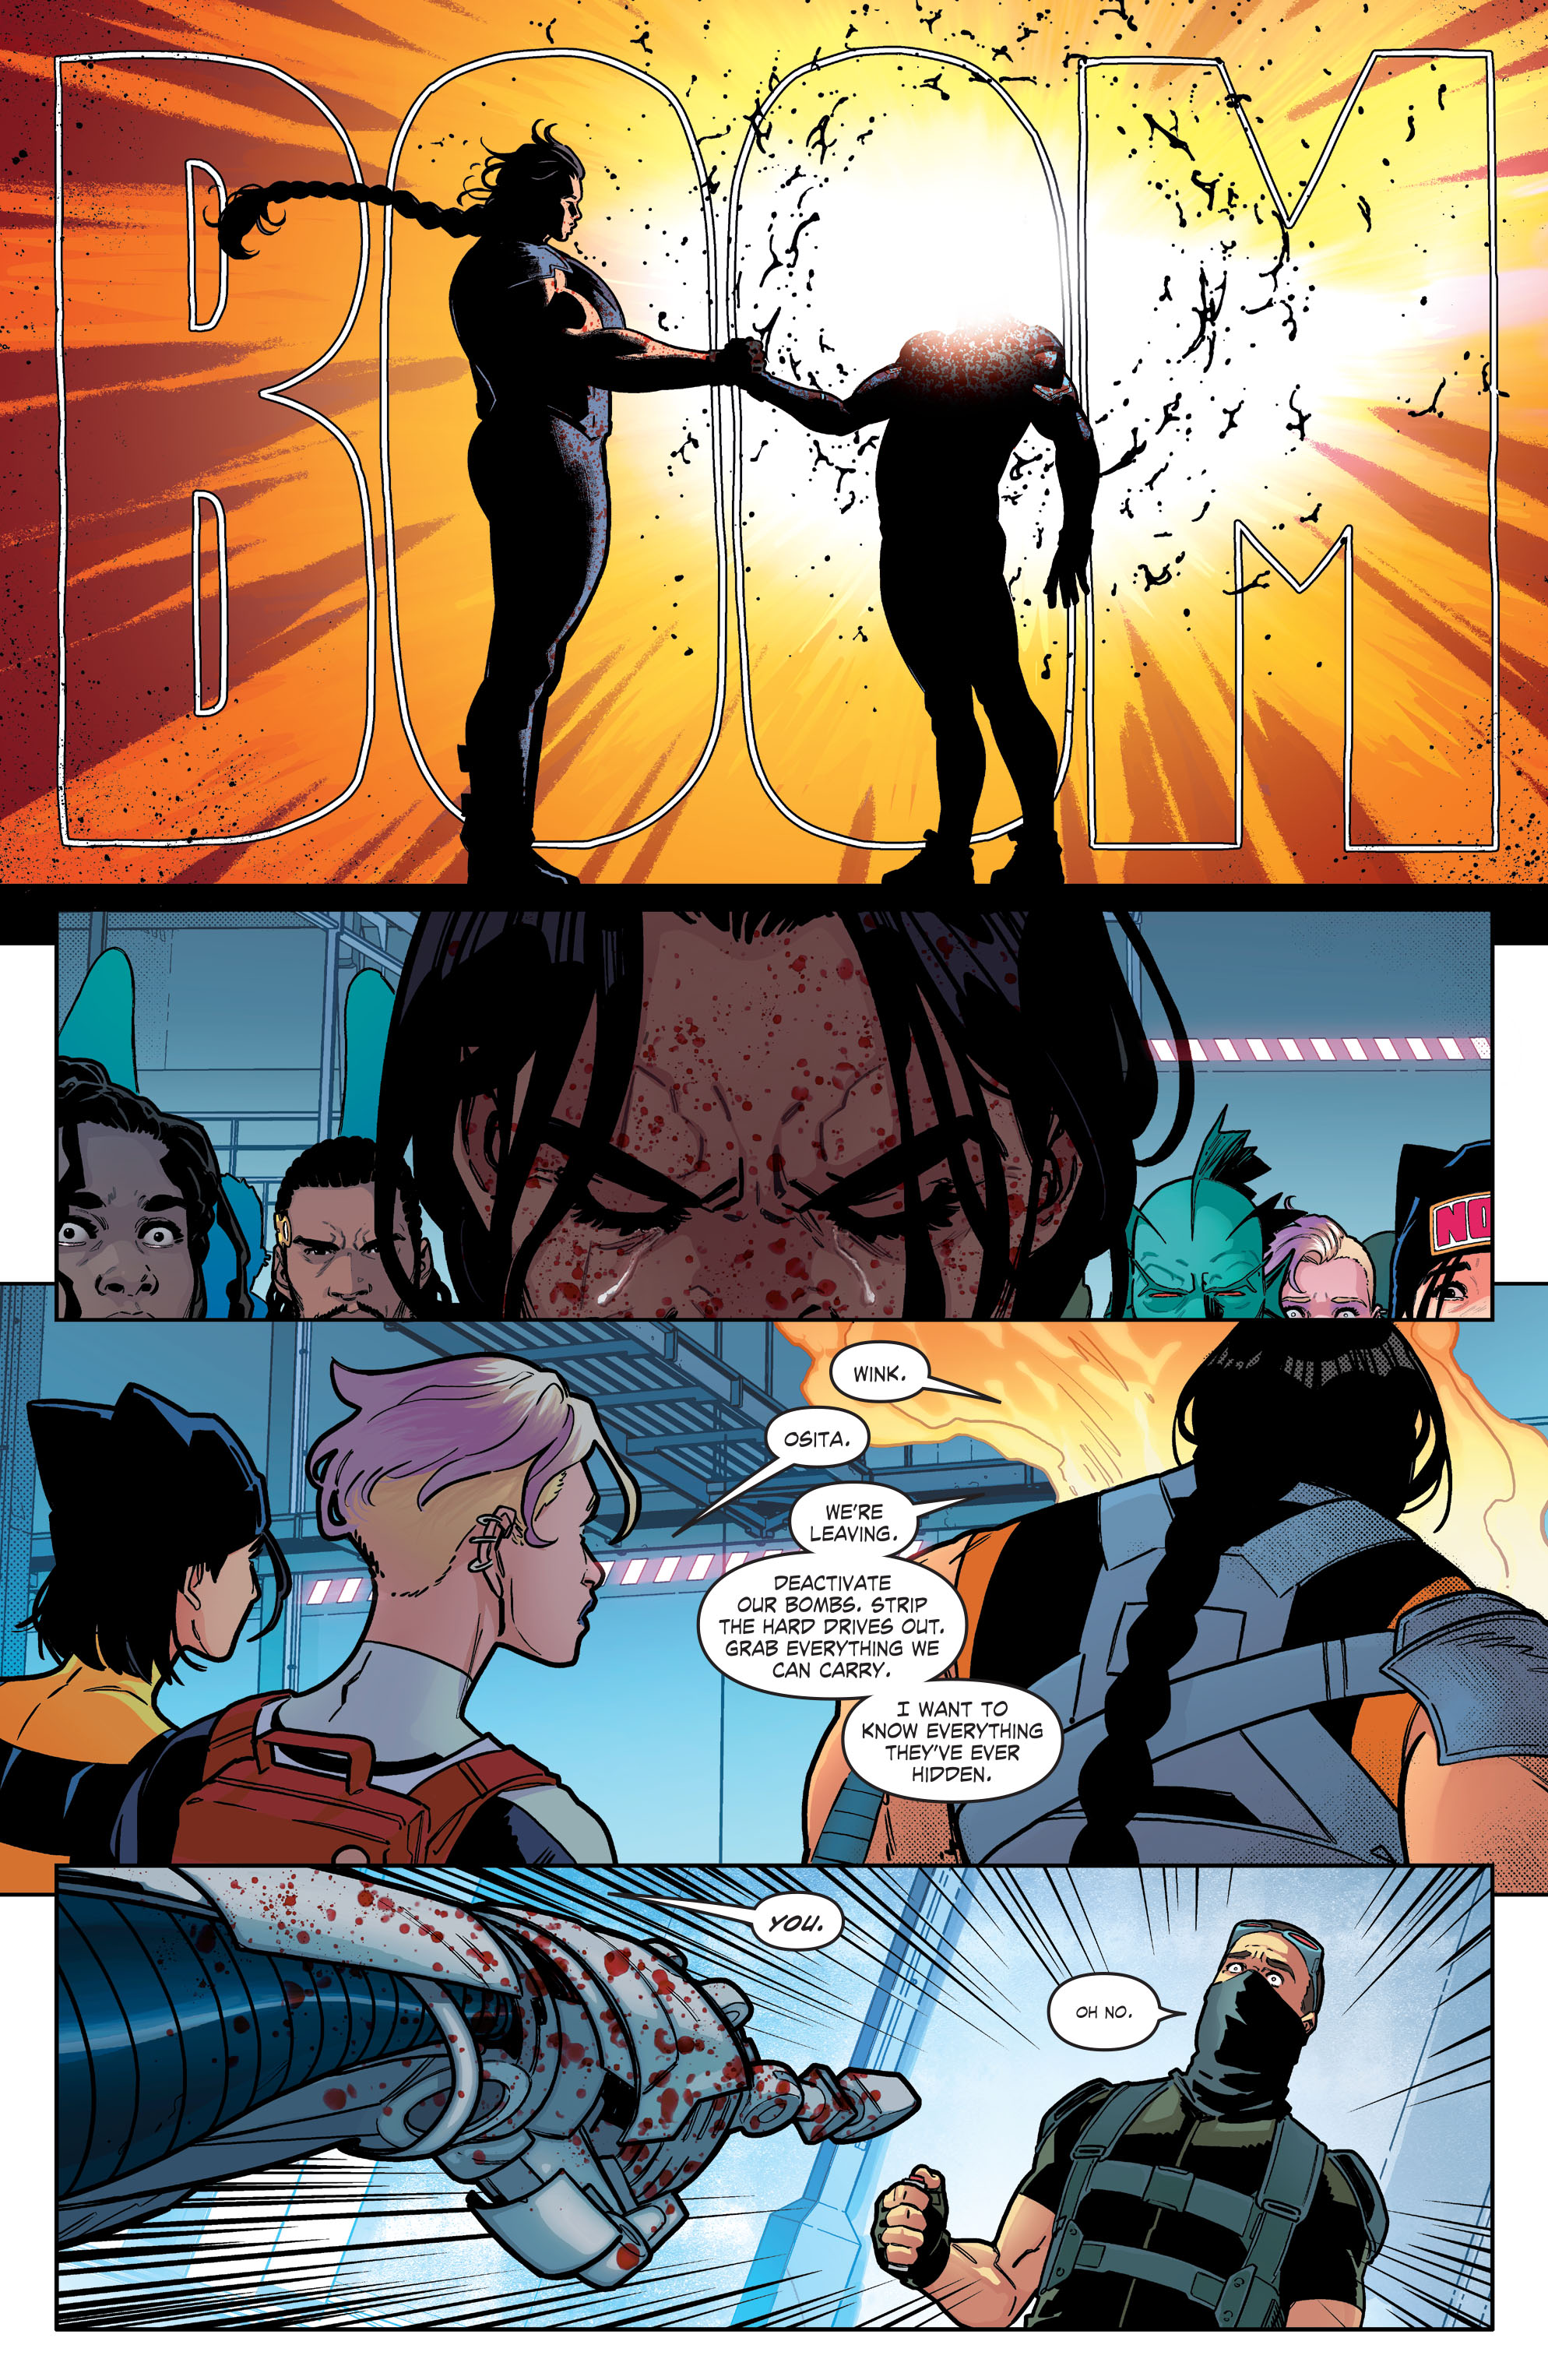 BOOM
NO
WINK.
OSITA.
WE'RE
LEAVING.
DEACTIVATE
OUR BOMBS. STRIP
THE HARD DRIVES OUT.
GRAB EVERYTHING WE
CAN CARRY.
I WANT TO
KNOW EVERYTHING
THEY'VE EVER
HIDDEN.
YOU.
OH NO.